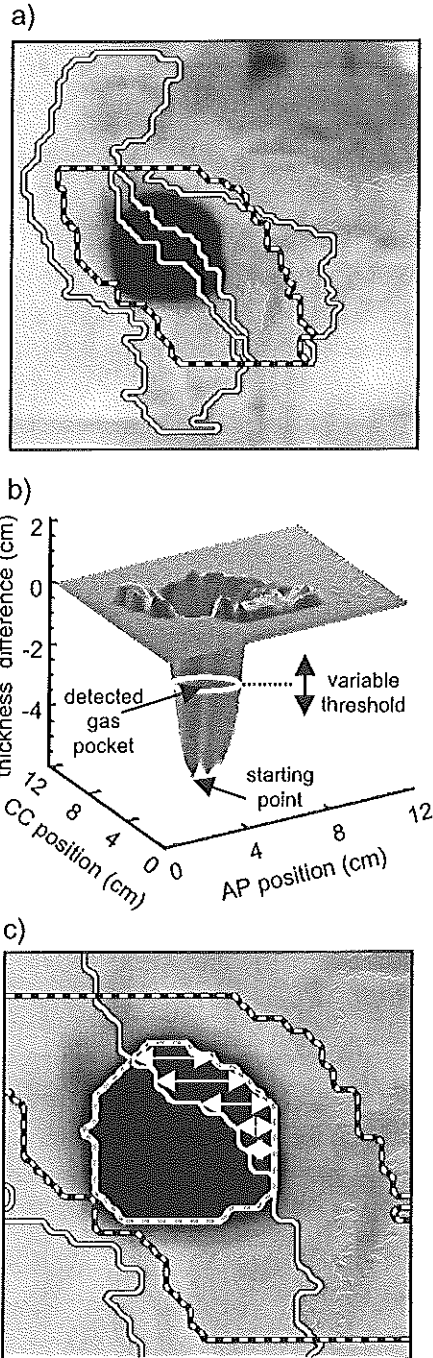 a)
b)
thickness difference (cm)
2
0
-2
-4
detected
gas
pocket
variable
threshold
starting
point
12
8
4
0
CC position (cm)
0
4
8
12
AP position (cm)
c)